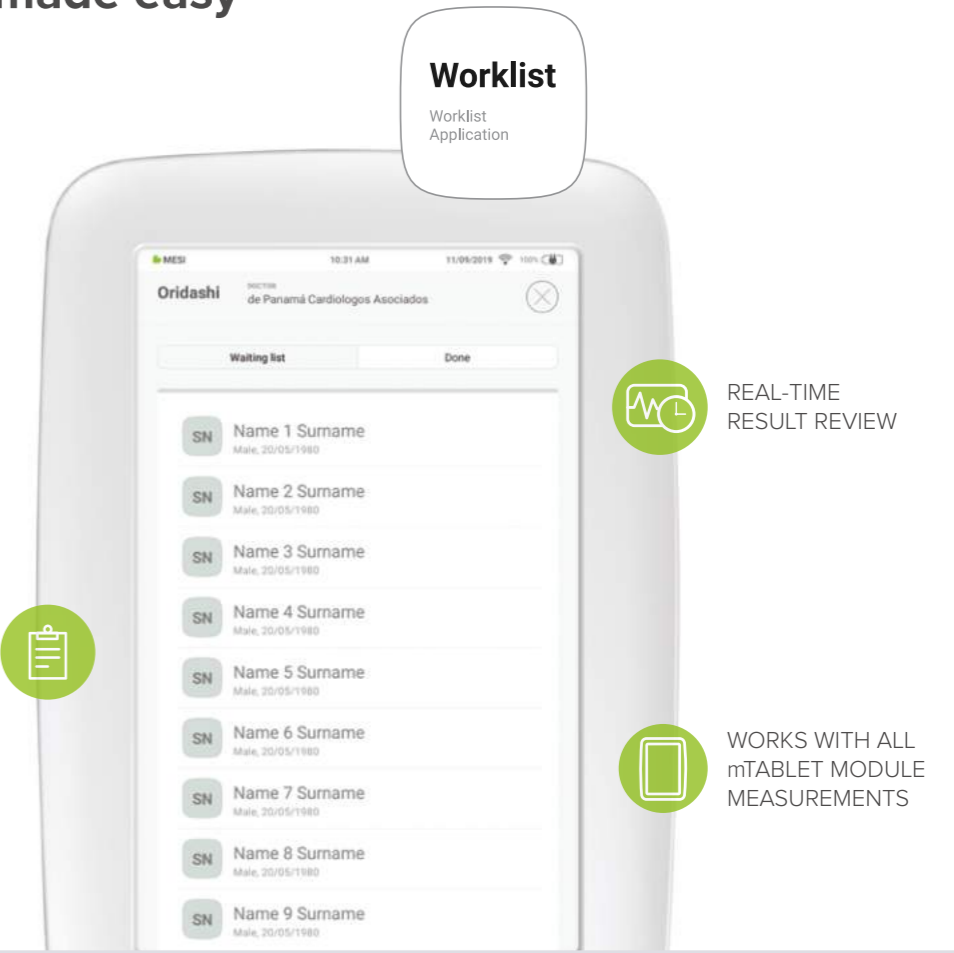 made easy
Worklist
Worklist
Application
MESI
10:31 AM
11/09/2019
100%
Oridashi
DOCTOR
de Panamá Cardiologos Asociados
Waiting list
Done
SN
Name 1 Surname
Male, 20/05/1980
SN
Name 2 Surname
Male, 20/05/1980
SN
Name 3 Surname
Male, 20/05/1980
SN
Name 4 Surname
Male, 20/05/1980
SN
Name 5 Surname
Male, 20/05/1980
SN
Name 6 Surname
Male, 20/05/1980
SN
Name 7 Surname
Male, 20/05/1980
SN
Name 8 Surname
Male, 20/05/1980
SN
Name 9 Surname
Male, 20/05/1980
REAL-TIME
RESULT REVIEW
WORKS WITH ALL
mTABLET MODULE
MEASUREMENTS